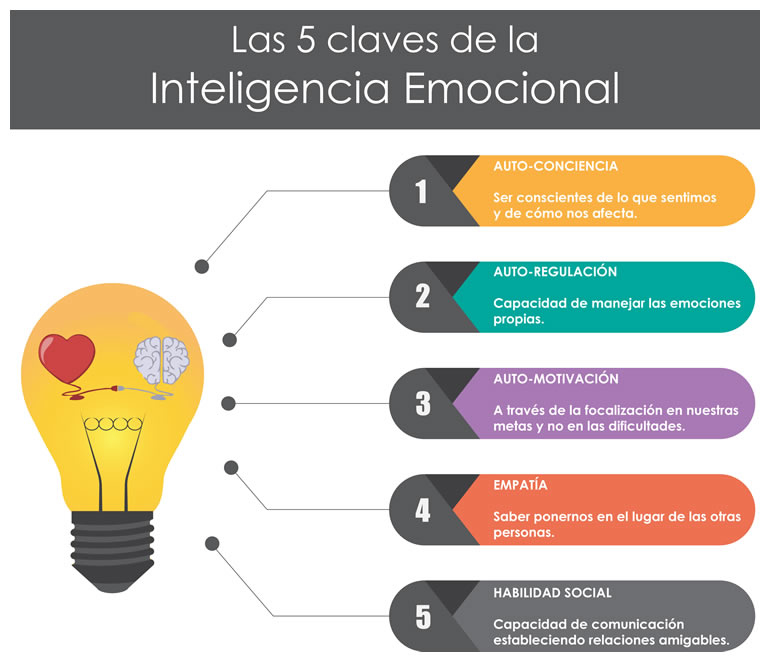 Las 5 claves de la
Inteligencia Emocional
1
AUTO-CONCIENCIA
Ser conscientes de lo que sentimos
y de cómo nos afecta.
2
AUTO-REGULACIÓN
Capacidad de manejar las emociones
propias.
3
AUTO-MOTIVACIÓN
A través de la focalización en nuestras
metas y no en las dificultades.
4
EMPATÍA
Saber ponernos en el lugar de las otras
personas.
5
HABILIDAD SOCIAL
Capacidad de comunicación
estableciendo relaciones amigables.